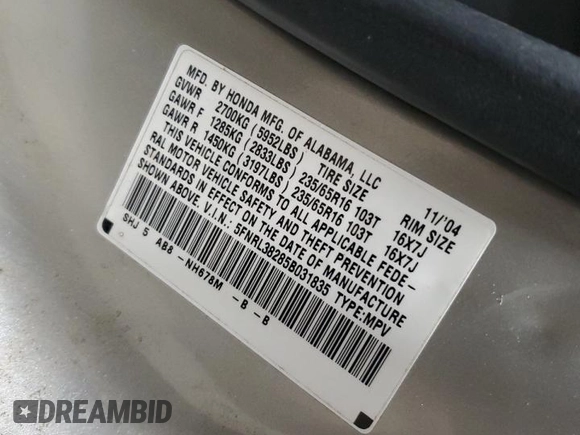 MFD. BY HONDA MFG. OF ALABAMA, LLC 11/'04
GVWR 2700KG (5952LBS) TIRE SIZE RIM SIZE
GAWR F 1285KG (2833LBS) 235/65R16 103T 16X7J
GAWR R 1450KG (3197LBS) 235/65R16 103T 16X7J
THIS VEHICLE CONFORMS TO ALL APPLICABLE FEDE-
RAL MOTOR VEHICLE SAFETY AND THEFT PREVENTION
STANDARDS IN EFFECT ON THE DATE OF MANUFACTURE
SHOWN ABOVE. V.I.N.: 5FNRL38285B031835 TYPE: MPV
SHJ 5 AB8 -NH678M -B -B
DREAMBID